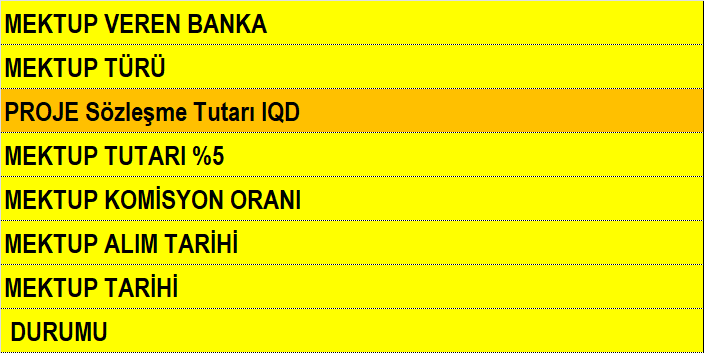 MEKTUP VEREN BANKA
MEKTUP TÜRÜ
PROJE Sözleşme Tutarı IQD
MEKTUP TUTARI %5
MEKTUP KOMİSYON ORANI
MEKTUP ALIM TARİHİ
MEKTUP TARİHİ
DURUMU